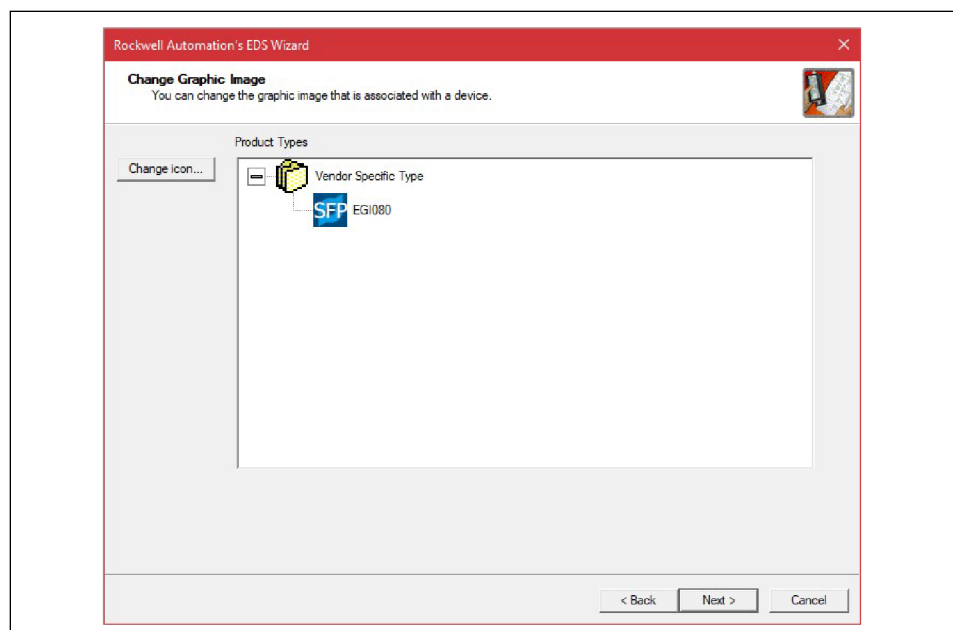 Rockwell Automation's EDS Wizard
Change Graphic Image
You can change the graphic image that is associated with a device.
Product Types
Change icon...
Vendor Specific Type
SFP EGI080
< Back Next > Cancel